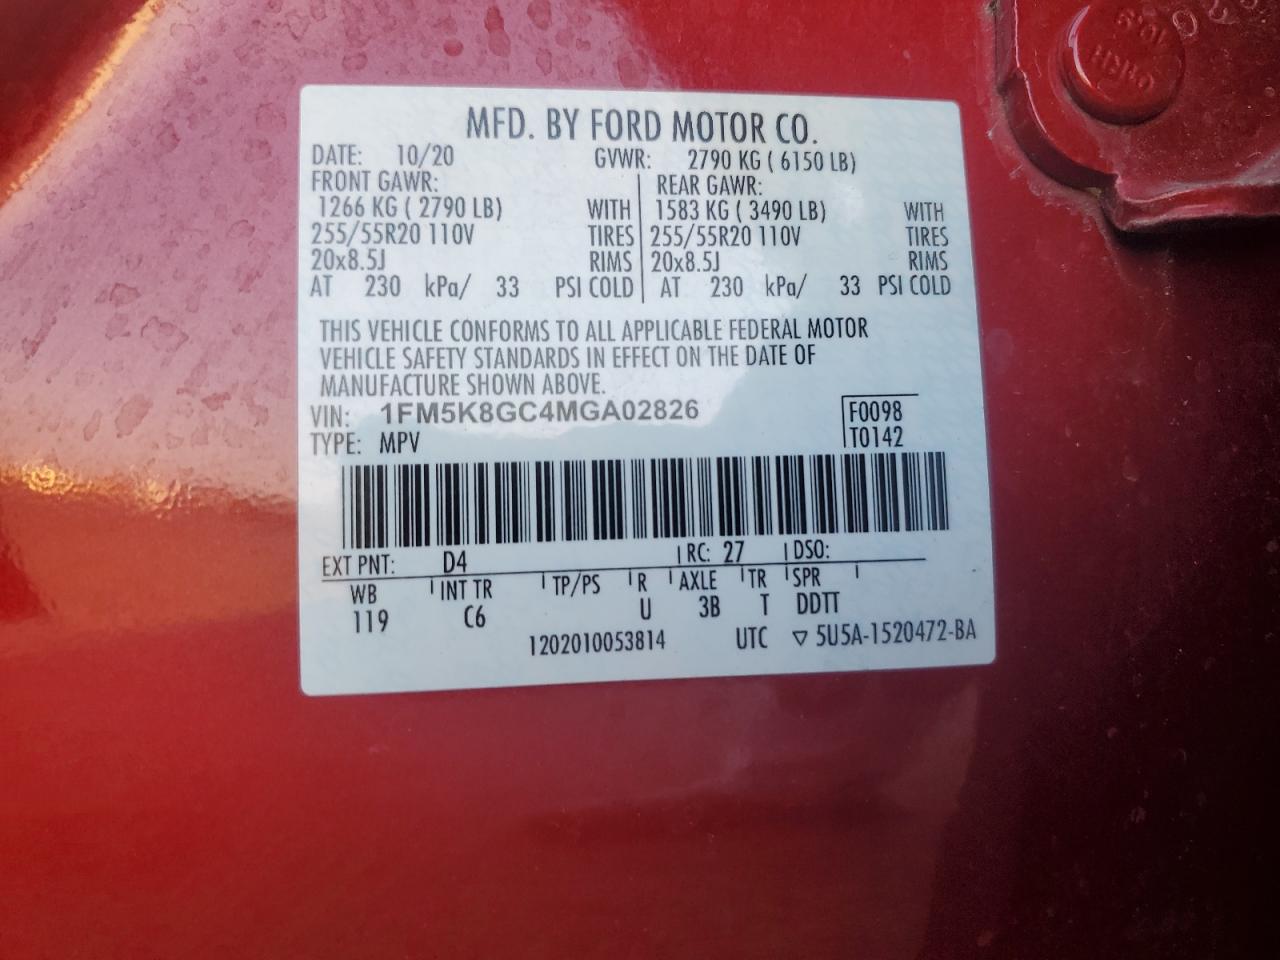 MFD. BY FORD MOTOR CO.
DATE: 10/20 GVWR: 2790 KG ( 6150 LB)
FRONT GAWR: REAR GAWR:
1266 KG ( 2790 LB) WITH 1583 KG ( 3490 LB) WITH
255/55R20 110V TIRES 255/55R20 110V TIRES
20x8.5J RIMS 20x8.5J RIMS
AT 230 kPa/ 33 PSI COLD AT 230 kPa/ 33 PSI COLD
THIS VEHICLE CONFORMS TO ALL APPLICABLE FEDERAL MOTOR
VEHICLE SAFETY STANDARDS IN EFFECT ON THE DATE OF
MANUFACTURE SHOWN ABOVE.
VIN: 1FM5K8GC4MGA02826 F0098
TYPE: MPV T0142
EXT PNT: D4 RC: 27 DSO:
WB INT TR TP/PS R AXLE TR SPR
119 C6 U 3B T DDTT
1202010053814 UTC ▽ 5U5A-1520472-BA
10.9